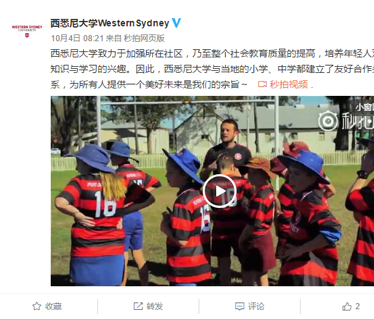 西悉尼大学Western Sydney
10月4日 08:21 来自 秒拍网页版
西悉尼大学致力于加强所在社区，乃至整个社会教育质量的提高，培养年轻人
知识与学习的兴趣。因此，西悉尼大学与当地的小学、中学都建立了友好合作
系，为所有人提供一个美好未来是我们的宗旨～ 秒拍视频 .
小窗
秒
18
收藏
转发
评论
2